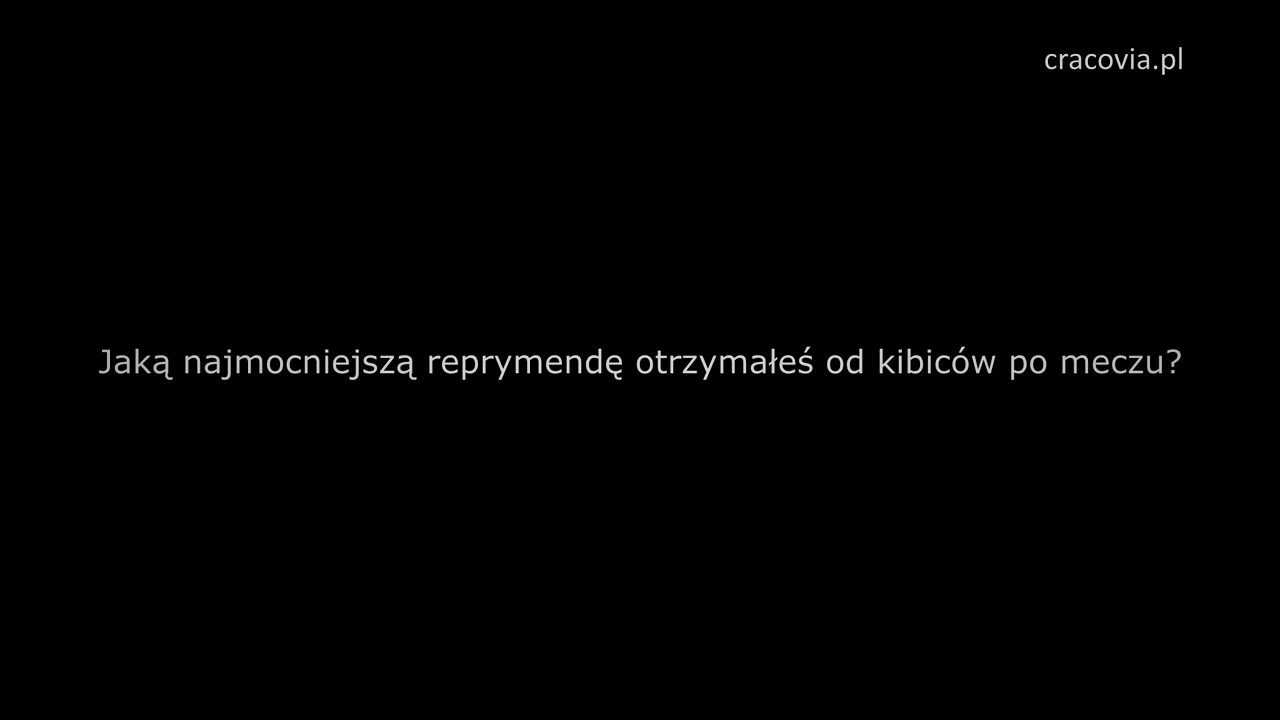 cracovia.pl
Jaką najmocniejszą reprymendę otrzymałeś od kibiców po meczu?